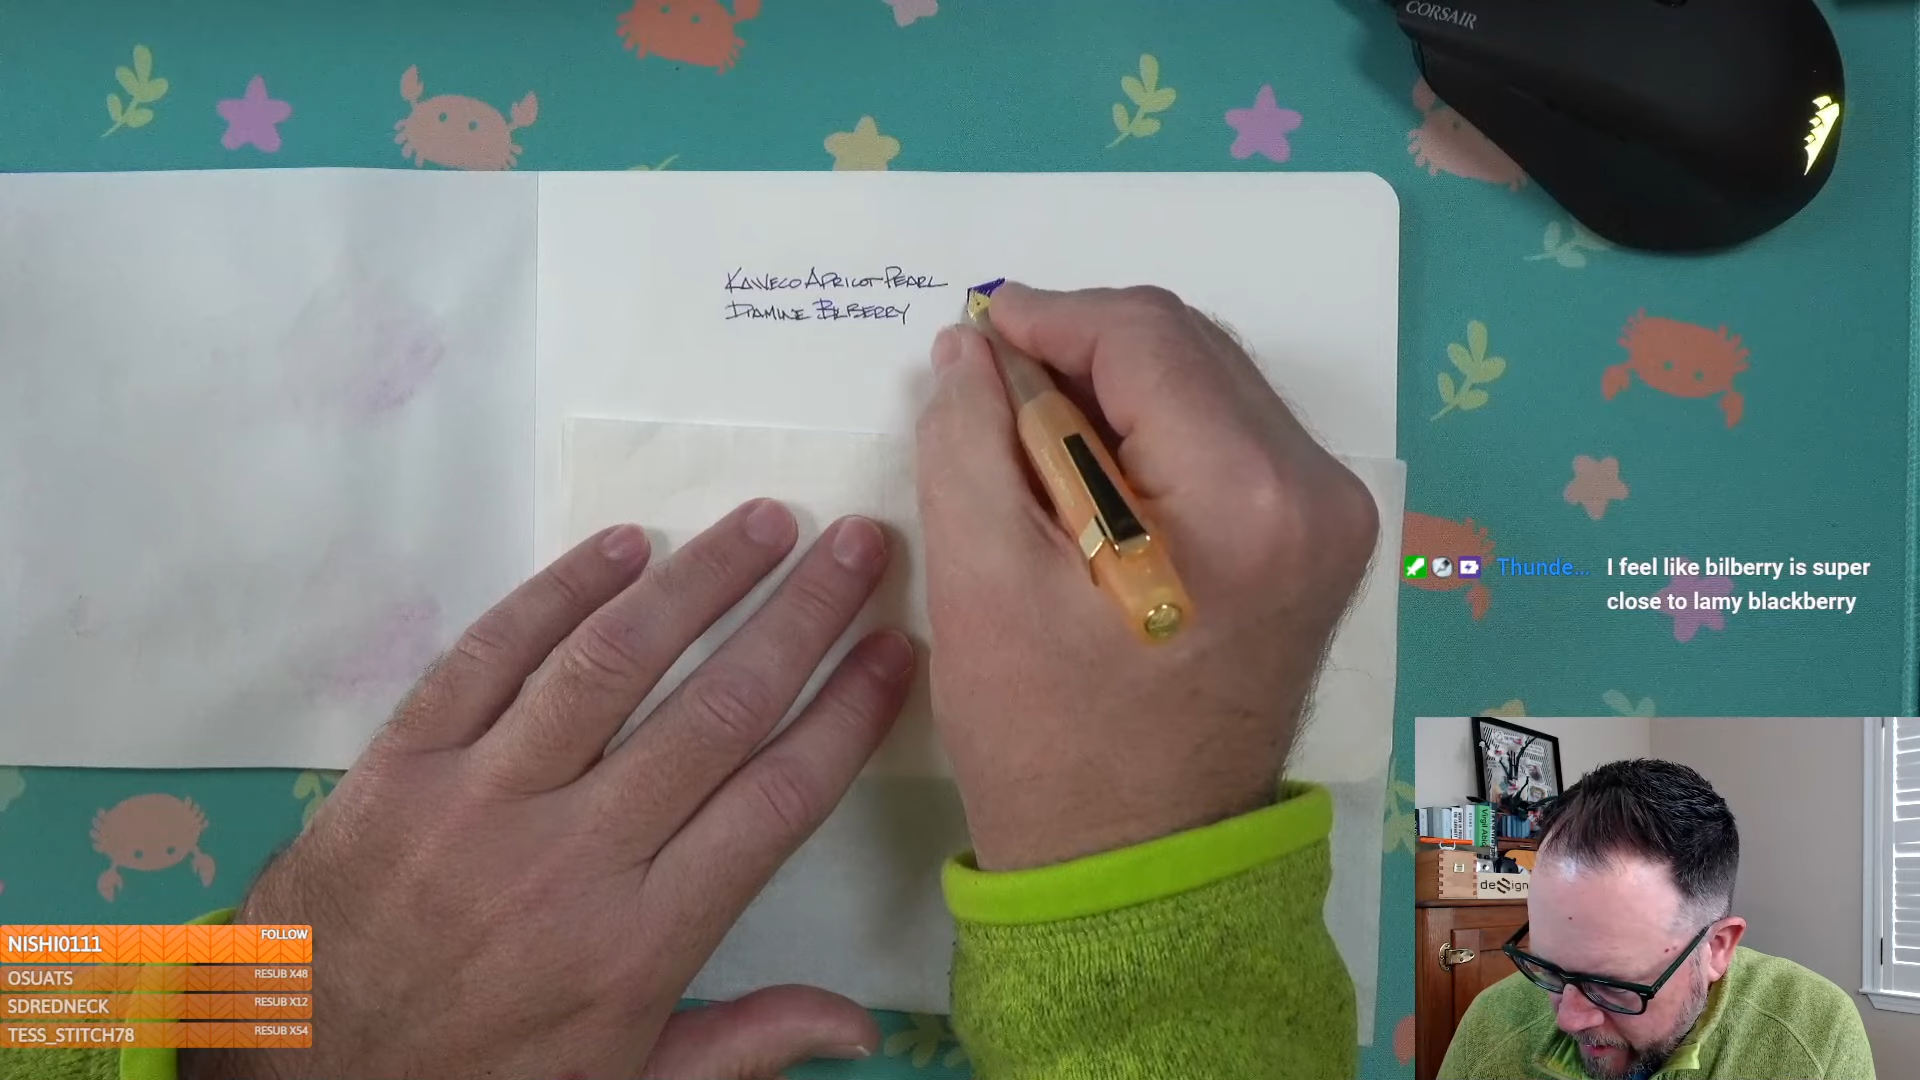 CORSAIR
KAWECO APRICOT PEARL
DIAMINE BILBERRY
Thunde... I feel like bilberry is super
close to lamy blackberry
deSign
NISHI0111 FOLLOW
OSUATS RESUB X48
SDREDNECK RESUB X12
TESS_STITCH78 RESUB X54